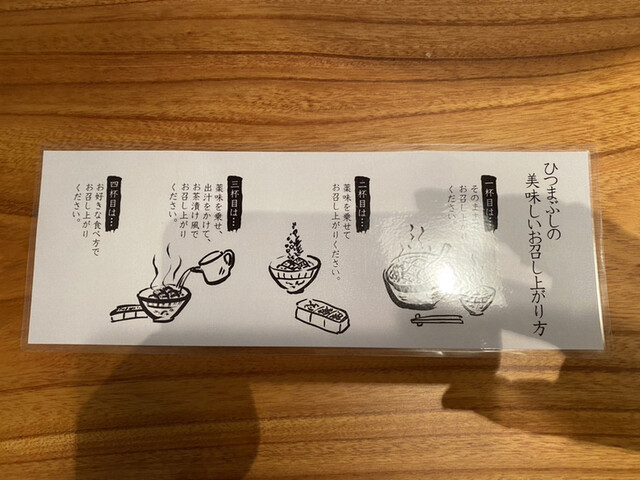 ひつまぶしの
美味しいお召し上がり方
一杯目は…
そのまま
お召し
ください。
二杯目は…
薬味を乗せて
お召し上がりください。
三杯目は…
薬味を乗せ、
出汁をかけて、
お茶漬け風で
お召し上がり
ください。
四杯目は…
お好きな食べ方で
お召し上がり
ください。